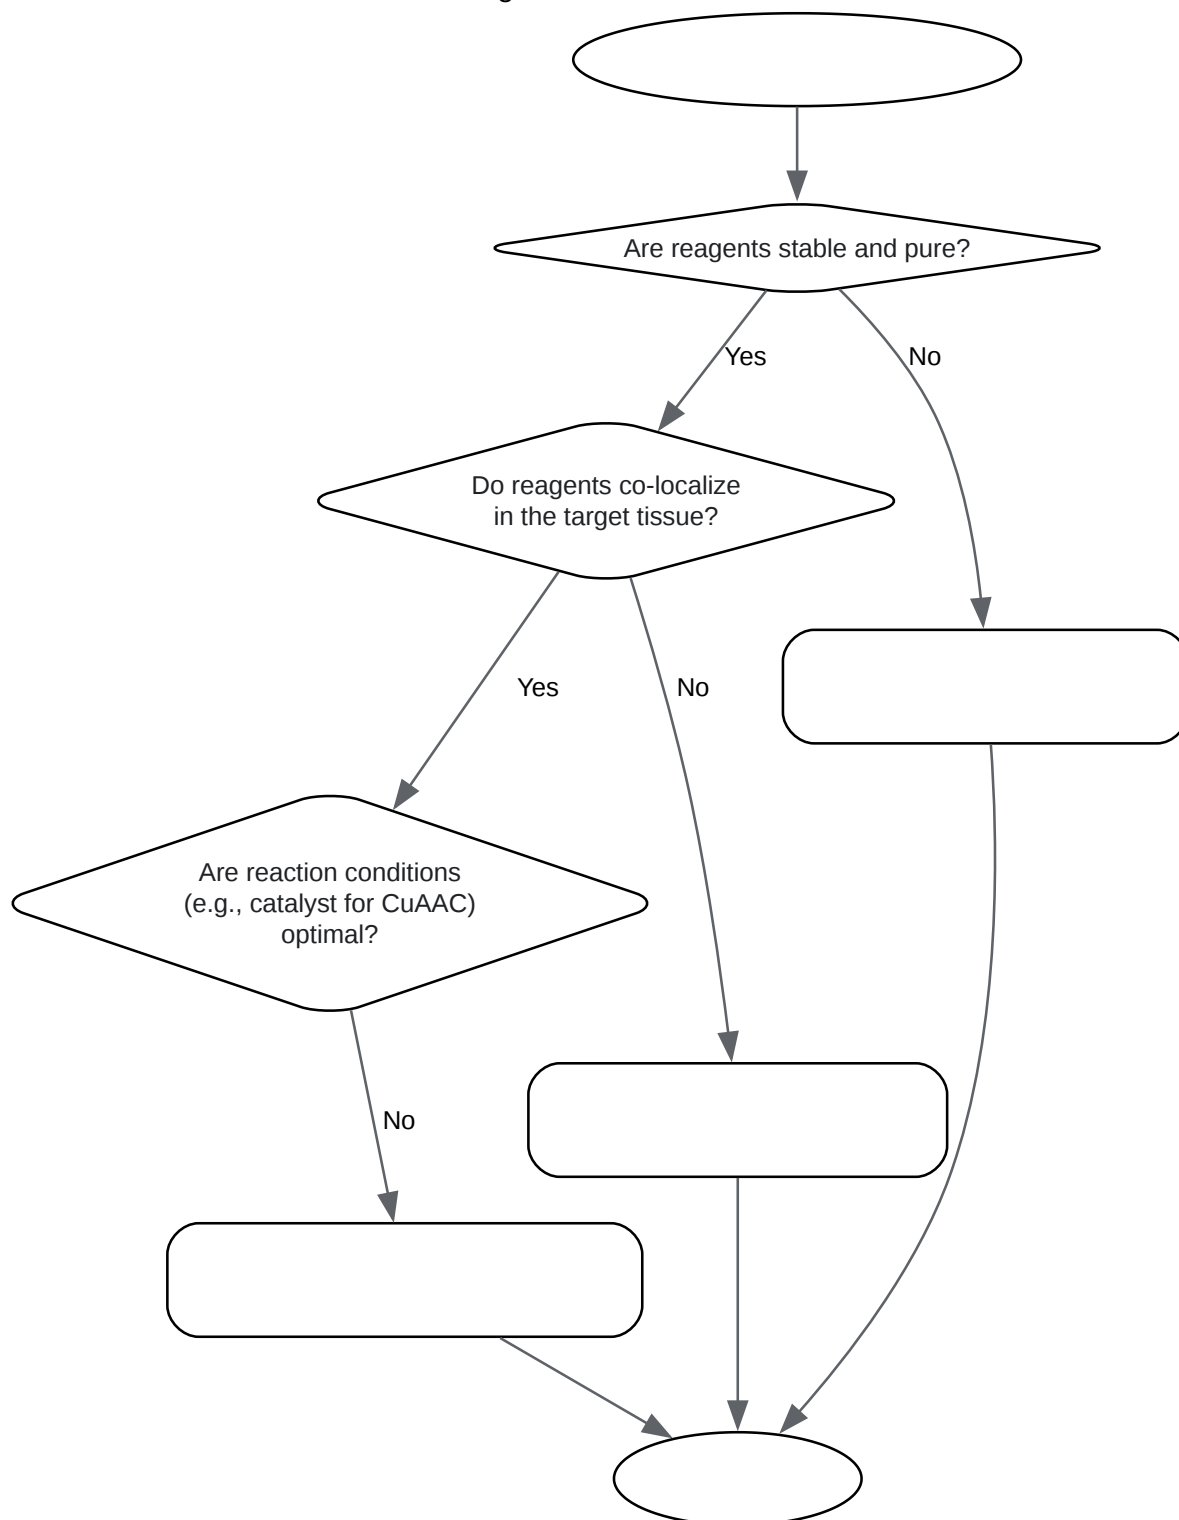 Are reagents stable and pure?
Yes
No
Do reagents co-localize
in the target tissue?
Yes
No
Are reaction conditions
(e.g., catalyst for CuAAC)
optimal?
No